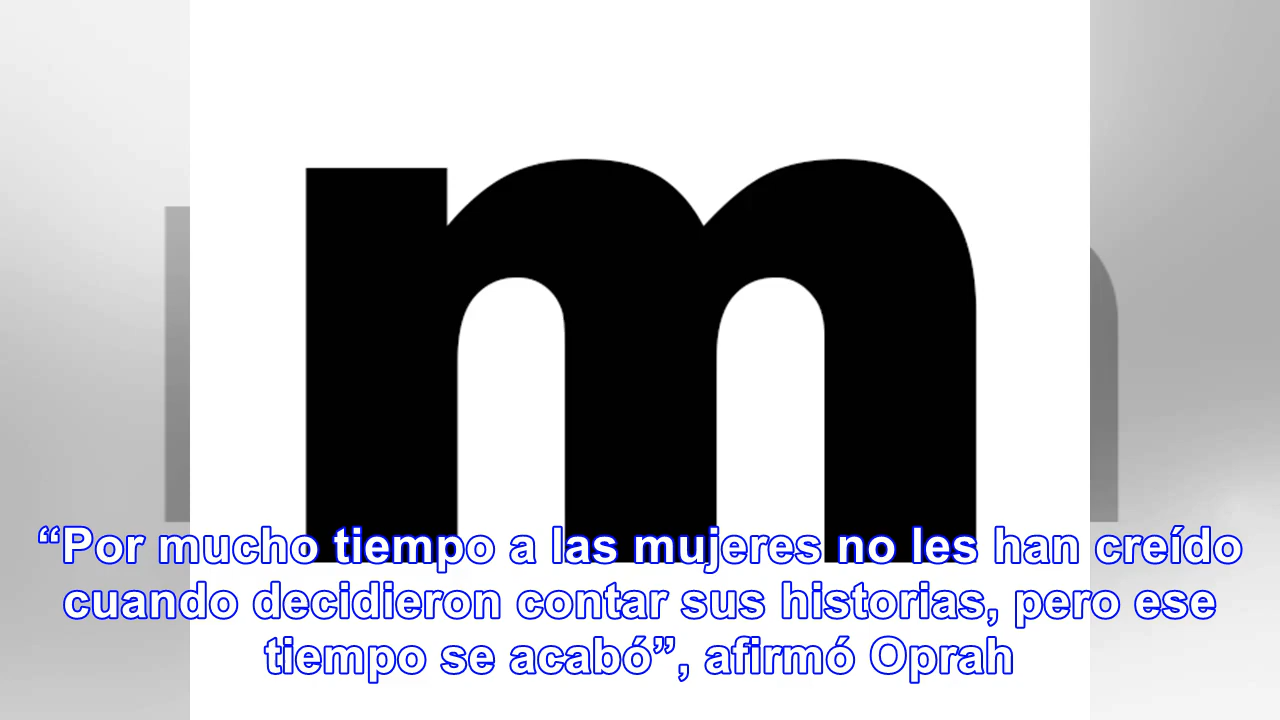 m
“Por mucho tiempo a las mujeres no les han creído
cuando decidieron contar sus historias, pero ese
tiempo se acabó”, afirmó Oprah